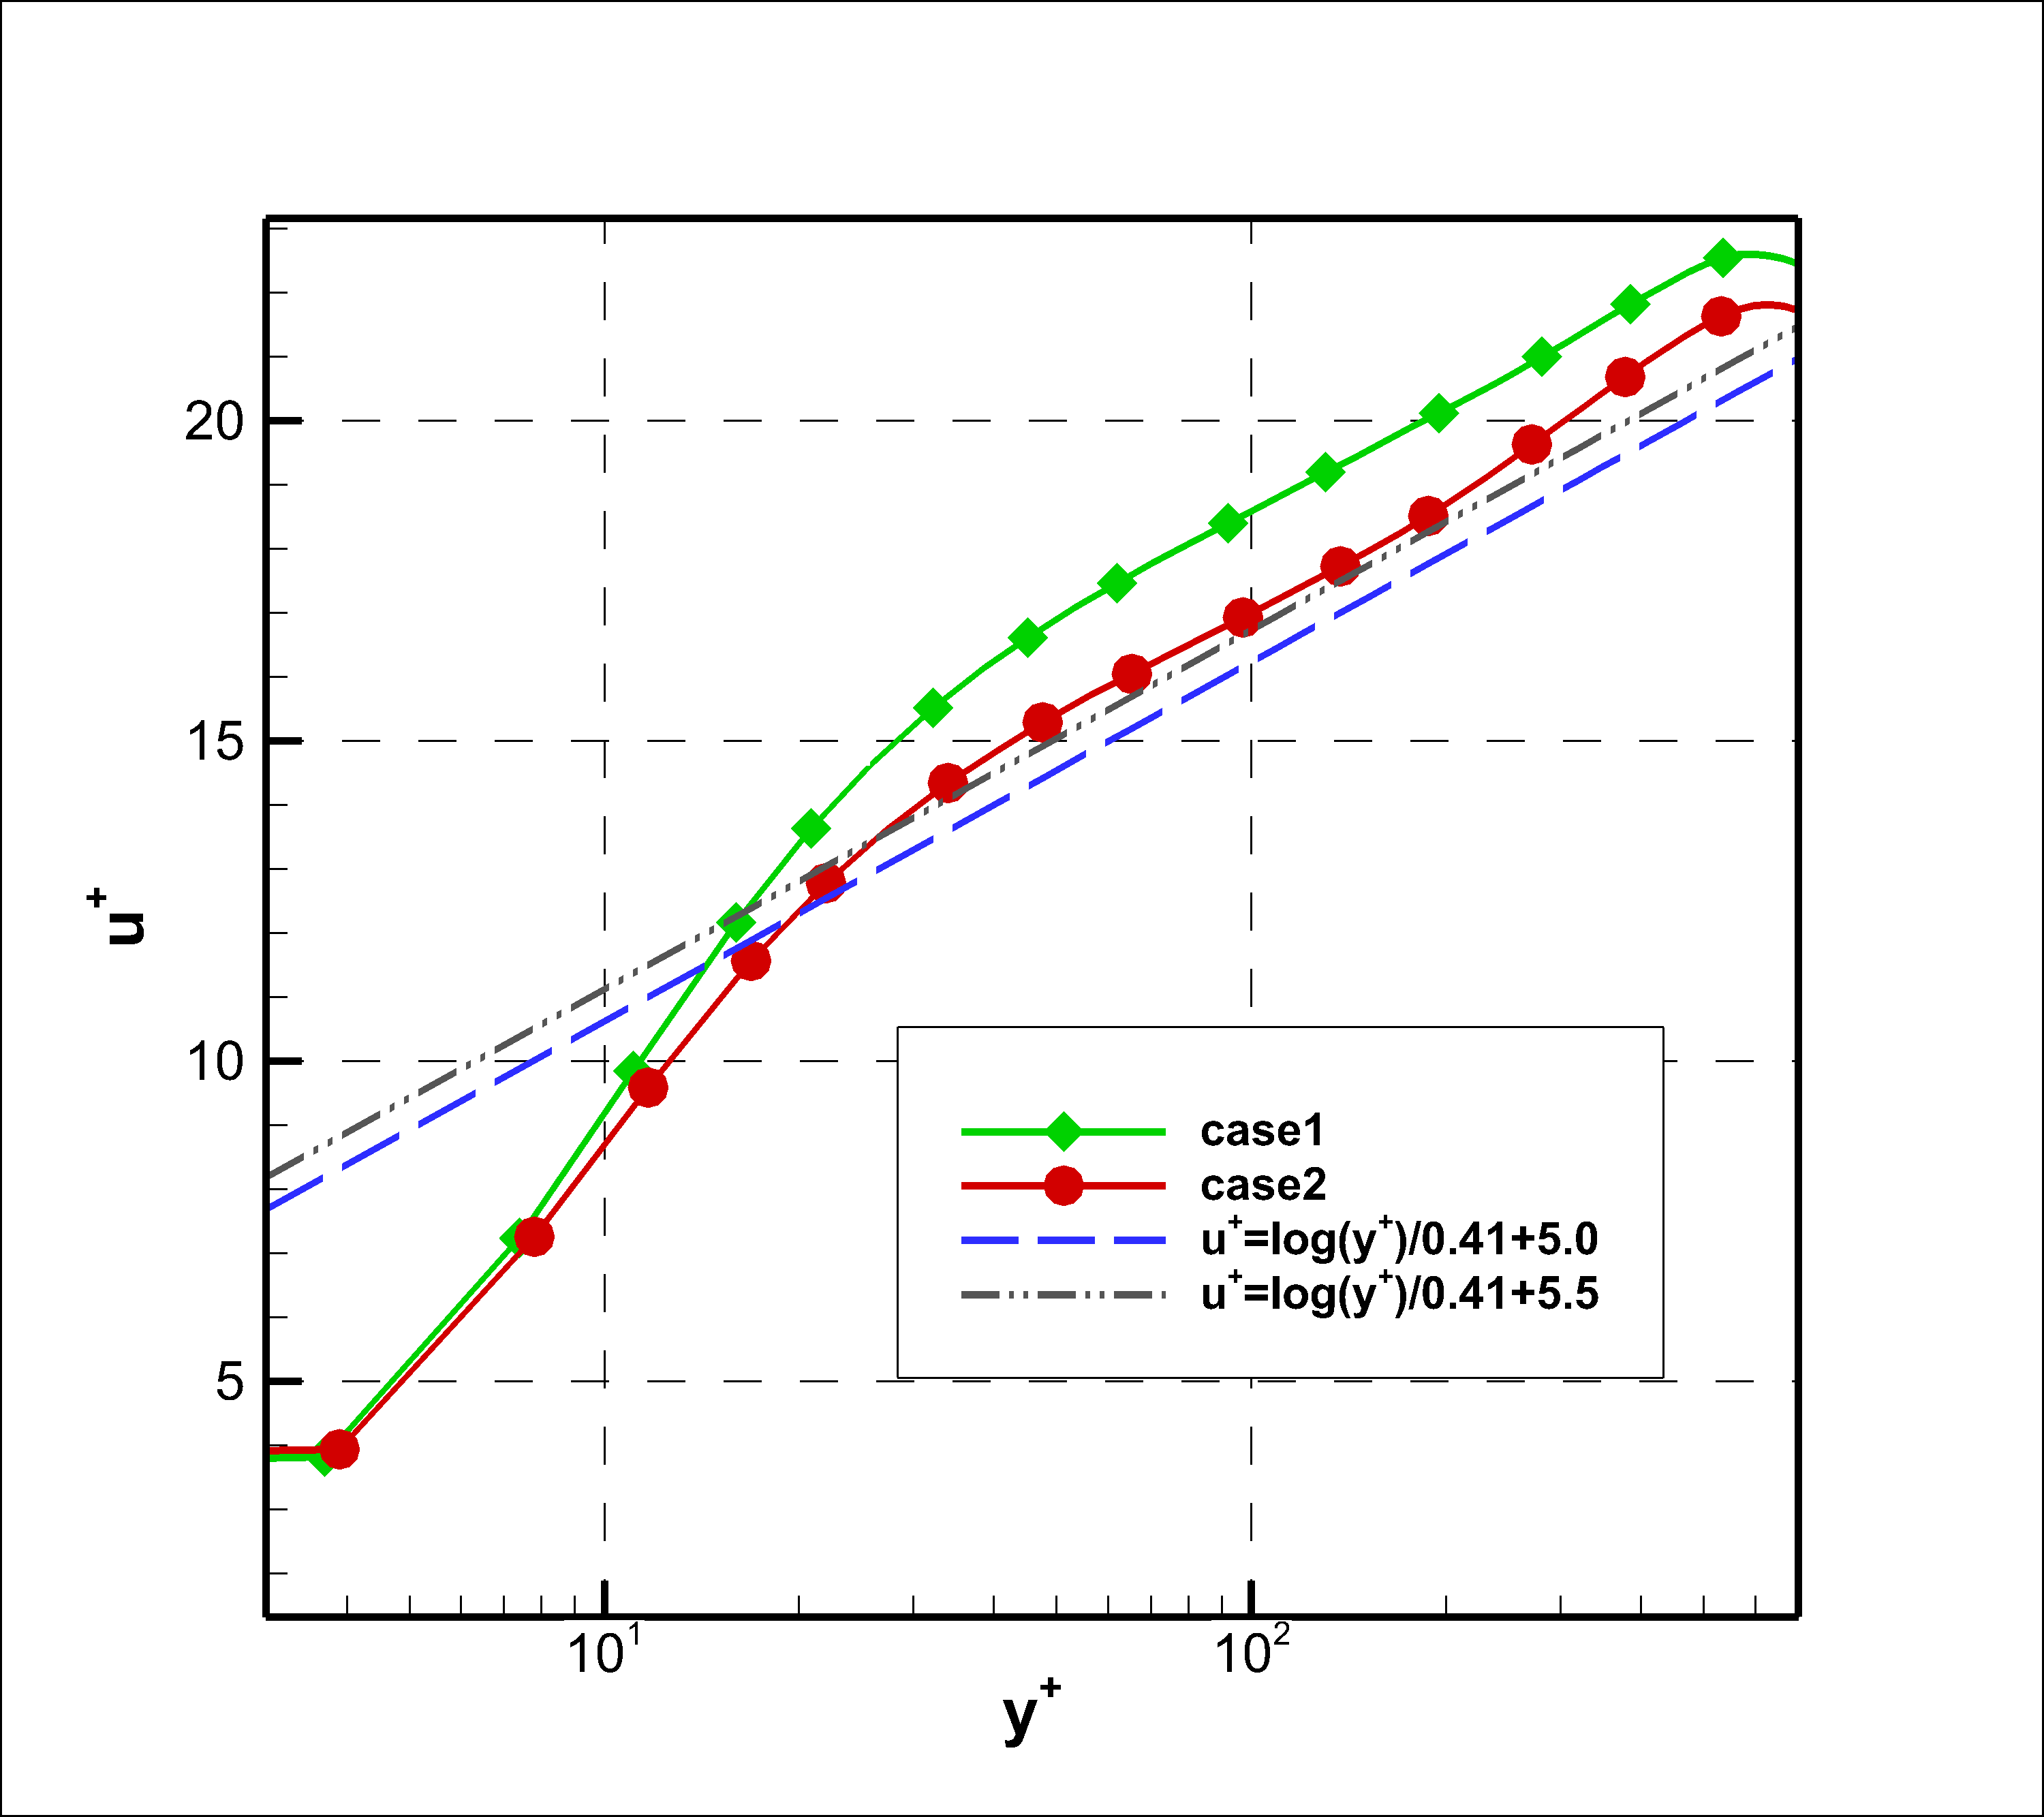 20
15
10
5
u⁺
10¹
10²
y⁺
case1
case2
u⁺=log(y⁺)/0.41+5.0
u⁺=log(y⁺)/0.41+5.5